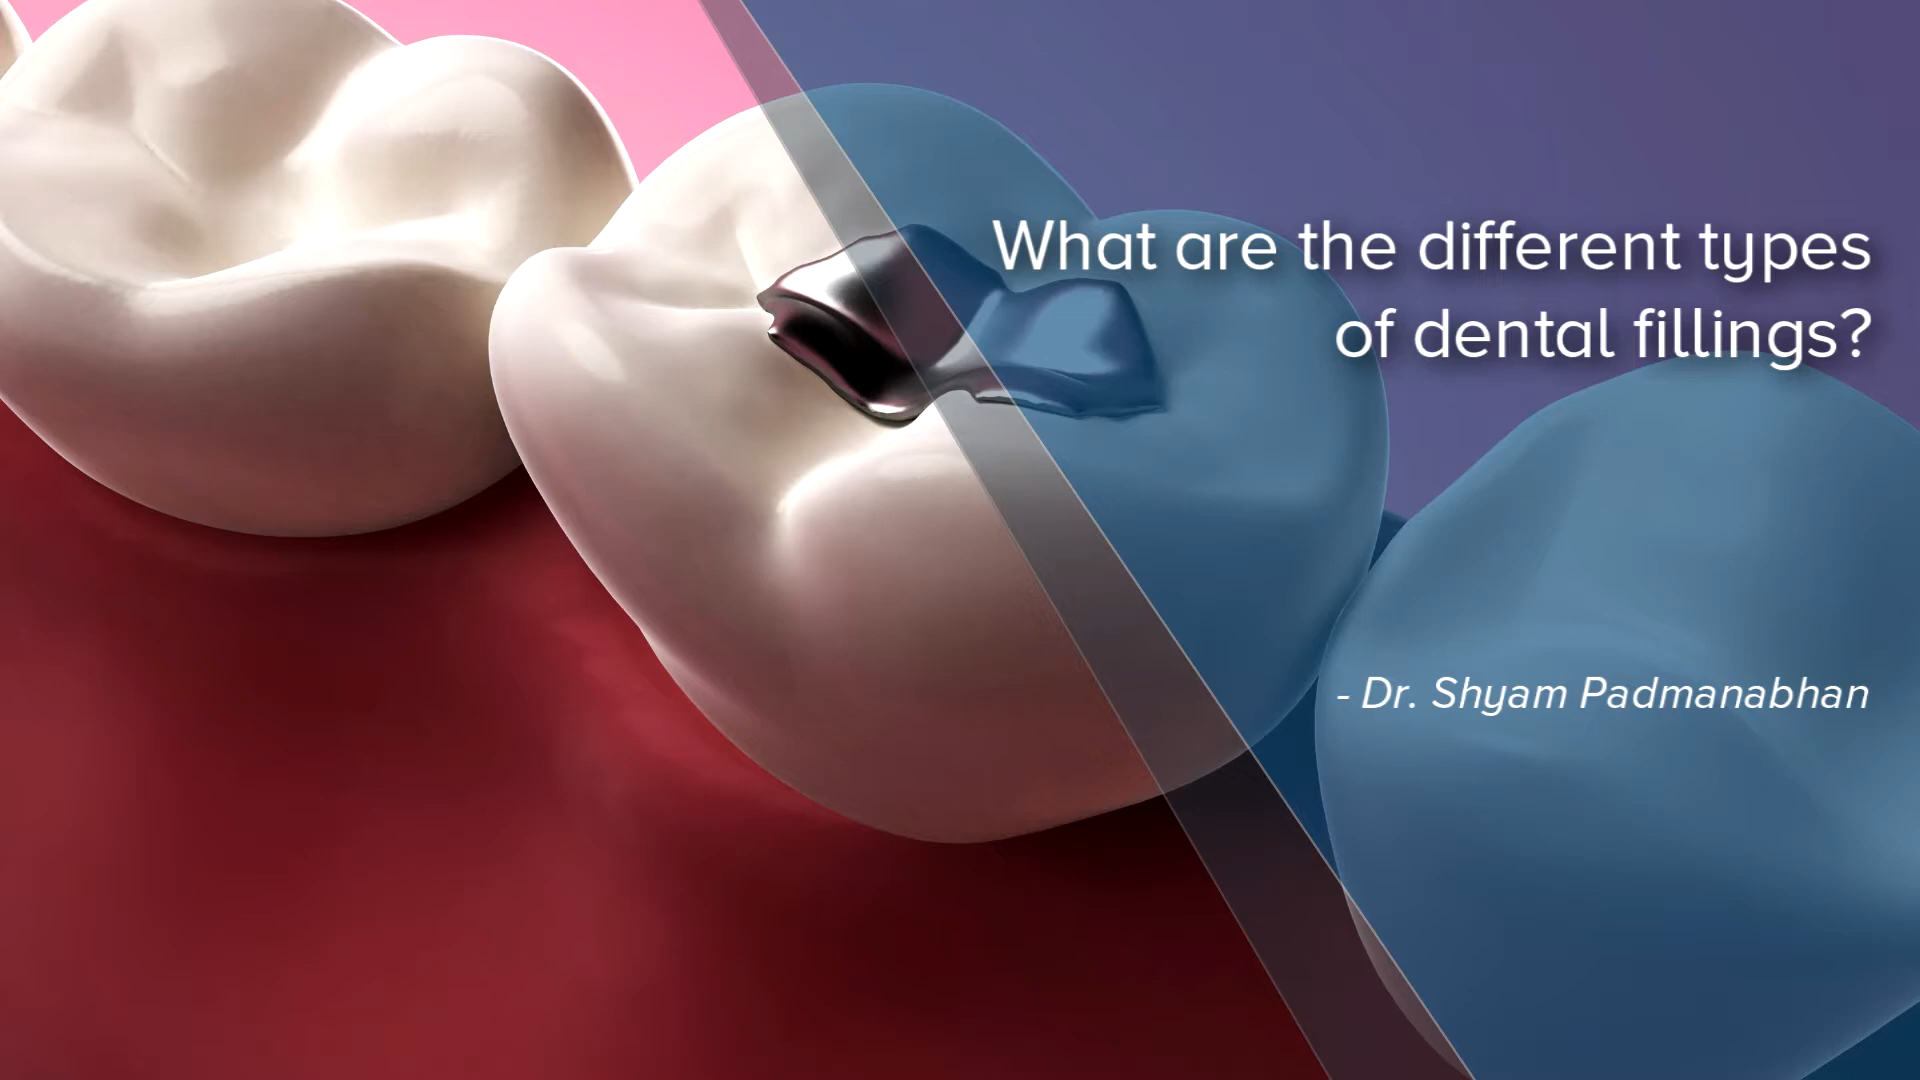 What are the different types
of dental fillings?
- Dr. Shyam Padmanabhan